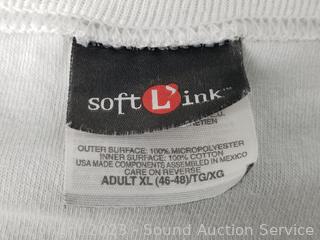 soft L'ink™
OUTER SURFACE: 100% MICROPOLYESTER
INNER SURFACE: 100% COTTON
USA MADE COMPONENTS ASSEMBLED IN MEXICO
CARE ON REVERSE
ADULT XL (46-48)/TG/XG
2023 - Sound Auction Service